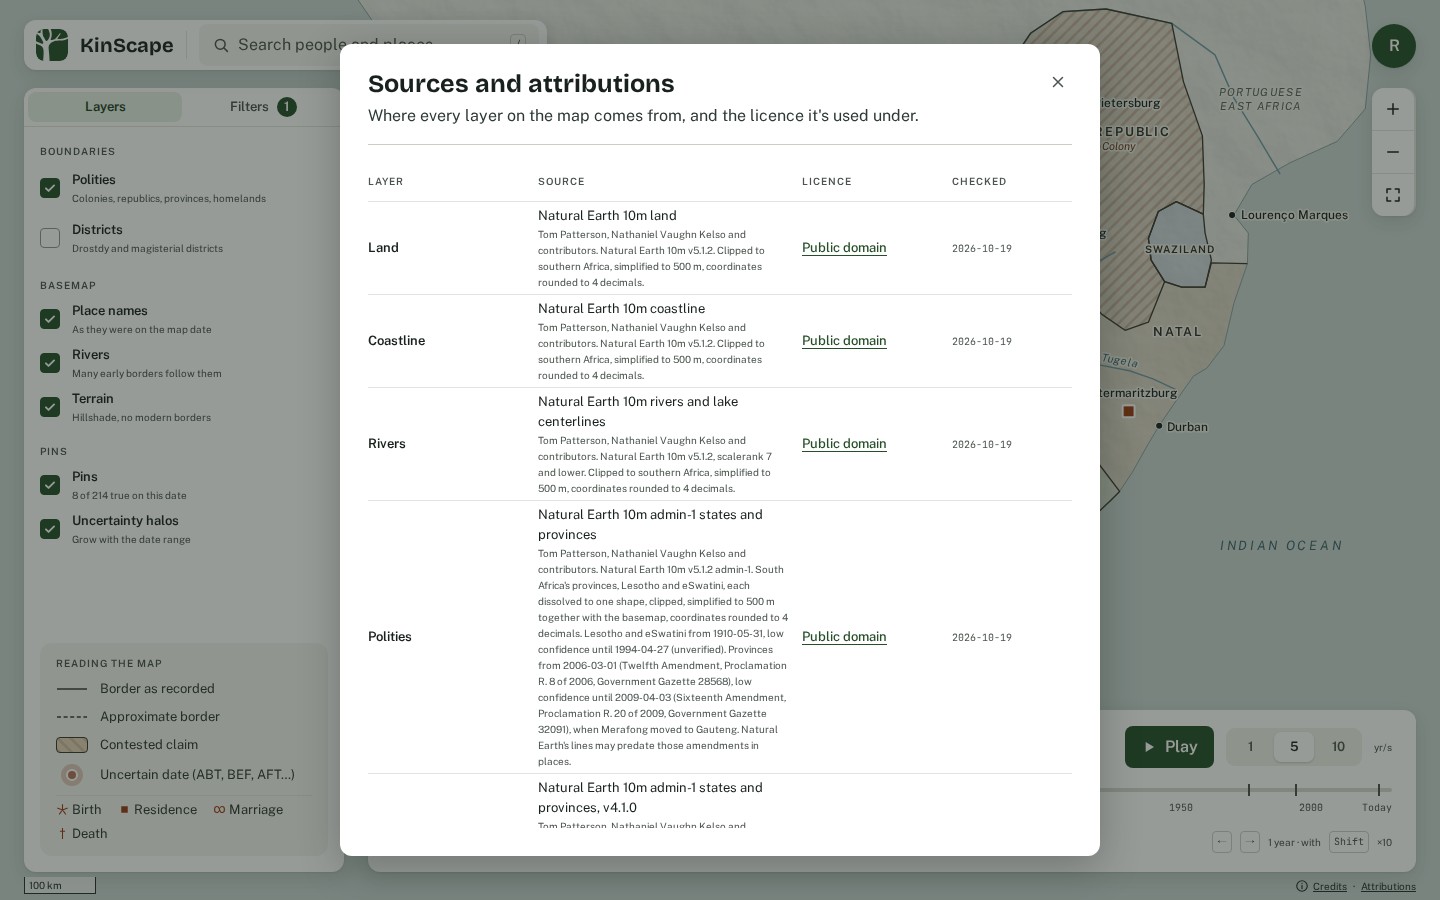 KinScape
Search people and places
/
R
Layers
Filters 1
BOUNDARIES
Polities
Colonies, republics, provinces, homelands
Districts
Drostdy and magisterial districts
BASEMAP
Place names
As they were on the map date
Rivers
Many early borders follow them
Terrain
Hillshade, no modern borders
PINS
Pins
8 of 214 true on this date
Uncertainty halos
Grow with the date range
READING THE MAP
Border as recorded
Approximate border
Contested claim
Uncertain date (ABT, BEF, AFT…)
Birth
Residence
Marriage
Death
100 km
Sources and attributions
Where every layer on the map comes from, and the licence it's used under.
LAYER
SOURCE
LICENCE
CHECKED
Land
Natural Earth 10m land
Tom Patterson, Nathaniel Vaughn Kelso and
contributors. Natural Earth 10m v5.1.2. Clipped to
southern Africa, simplified to 500 m, coordinates
rounded to 4 decimals.
Public domain
2026-10-19
Coastline
Natural Earth 10m coastline
Tom Patterson, Nathaniel Vaughn Kelso and
contributors. Natural Earth 10m v5.1.2. Clipped to
southern Africa, simplified to 500 m, coordinates
rounded to 4 decimals.
Public domain
2026-10-19
Rivers
Natural Earth 10m rivers and lake
centerlines
Tom Patterson, Nathaniel Vaughn Kelso and
contributors. Natural Earth 10m v5.1.2, scalerank 7
and lower. Clipped to southern Africa, simplified to
500 m, coordinates rounded to 4 decimals.
Public domain
2026-10-19
Polities
Natural Earth 10m admin-1 states and
provinces
Tom Patterson, Nathaniel Vaughn Kelso and
contributors. Natural Earth 10m v5.1.2 admin-1. South
Africa's provinces, Lesotho and eSwatini, each
dissolved to one shape, clipped, simplified to 500 m
together with the basemap, coordinates rounded to 4
decimals. Lesotho and eSwatini from 1910-05-31, low
confidence until 1994-04-27 (unverified). Provinces
from 2006-03-01 (Twelfth Amendment, Proclamation
R. 8 of 2006, Government Gazette 28568), low
confidence until 2009-04-03 (Sixteenth Amendment,
Proclamation R. 20 of 2009, Government Gazette
32091), when Merafong moved to Gauteng. Natural
Earth's lines may predate those amendments in
places.
Public domain
2026-10-19
Natural Earth 10m admin-1 states and
provinces, v4.1.0
Tom Patterson, Nathaniel Vaughn Kelso and
PORTUGUESE
EAST AFRICA
ietersburg
REPUBLIC
Colony
Lourenço Marques
g
SWAZILAND
NATAL
Tugela
termaritzburg
Durban
INDIAN OCEAN
Play
1
5
10
yr/s
1950
2000
Today
← → 1 year · with Shift ×10
Credits · Attributions